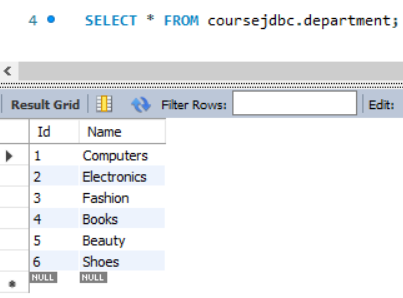 4 SELECT * FROM coursejdbc.department;
Result Grid Filter Rows: Edit:
Id Name
1 Computers
2 Electronics
3 Fashion
4 Books
5 Beauty
6 Shoes
NULL NULL